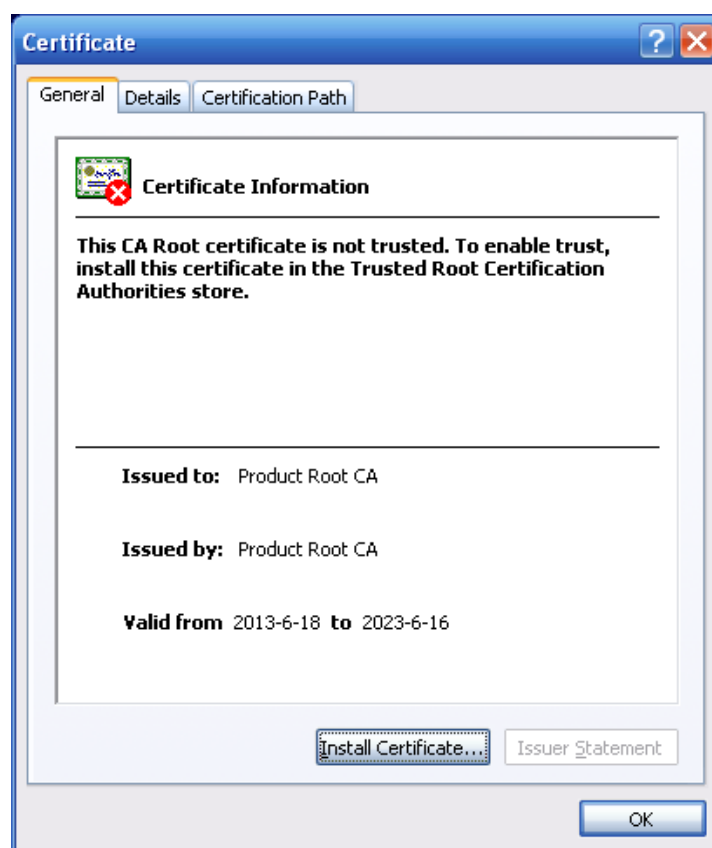 Certificate
General Details Certification Path
Certificate Information
This CA Root certificate is not trusted. To enable trust,
install this certificate in the Trusted Root Certification
Authorities store.
Issued to: Product Root CA
Issued by: Product Root CA
Valid from 2013-6-18 to 2023-6-16
Install Certificate... Issuer Statement
OK